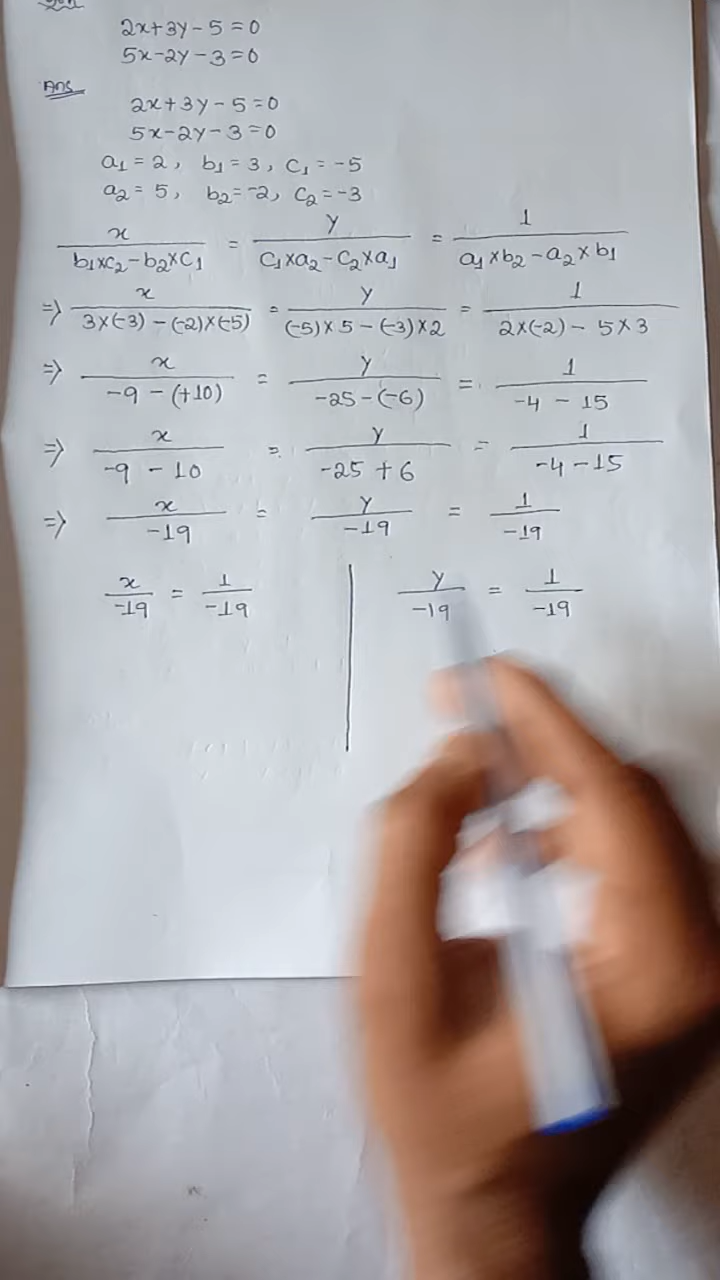 2x+3y-5=0
5x-2y-3=0
Ans
2x+3y-5=0
5x-2y-3=0
a₁=2, b₁=3, c₁=-5
a₂=5, b₂=-2, c₂=-3
x/(b₁×c₂-b₂×c₁) = y/(c₁×a₂-c₂×a₁) = 1/(a₁×b₂-a₂×b₁)
⇒ x/(3×(-3)-(-2)×(-5)) = y/((-5)×5-(-3)×2) = 1/(2×(-2)-5×3)
⇒ x/(-9-(+10)) = y/(-25-(-6)) = 1/(-4-15)
⇒ x/(-9-10) = y/(-25+6) = 1/(-4-15)
⇒ x/-19 = y/-19 = 1/-19
x/-19 = 1/-19 | y/-19 = 1/-19